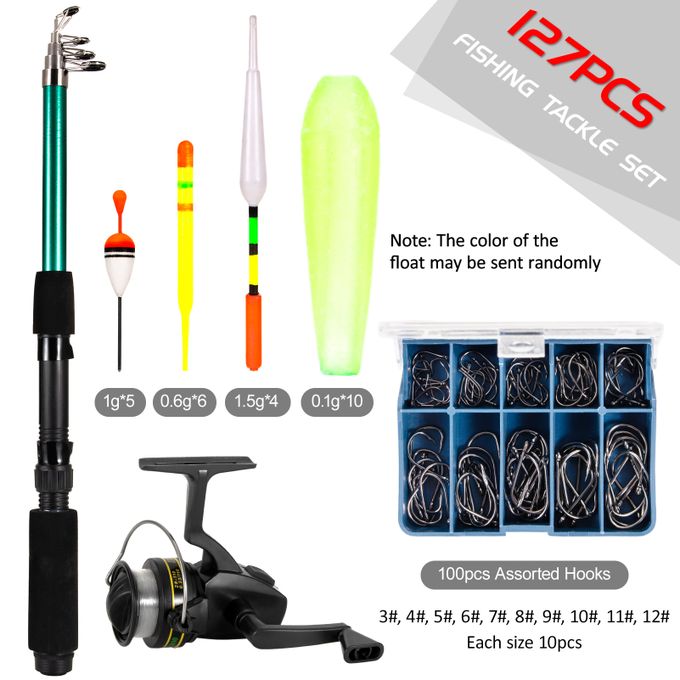 127PCS
FISHING TACKLE SET
Note: The color of the
float may be sent randomly
1g*5
0.6g*6
1.5g*4
0.1g*10
100pcs Assorted Hooks
3#, 4#, 5#, 6#, 7#, 8#, 9#, 10#, 11#, 12#
Each size 10pcs